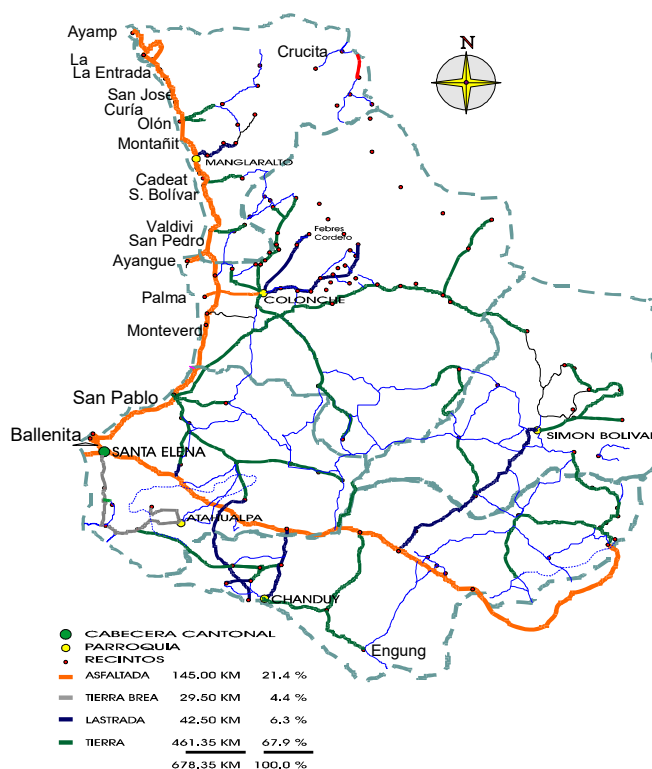 Ayamp
N
Crucita
La
La Entrada
San Jose
Curía
Olón
Montañit
MANGLARALTO
Cadeat
S. Bolívar
Valdivi
San Pedro
Febres
Cordero
Ayangue
Palma
COLONCHE
Monteverd
San Pablo
Ballenita
SIMON BOLIVAR
SANTA ELENA
ATAHUALPA
CHANDUY
Engung
CABECERA CANTONAL
PARROQUIA
RECINTOS
ASFALTADA 145.00 KM 21.4 %
TIERRA BREA 29.50 KM 4.4 %
LASTRADA 42.50 KM 6.3 %
TIERRA 461.35 KM 67.9 %
678.35 KM 100.0 %